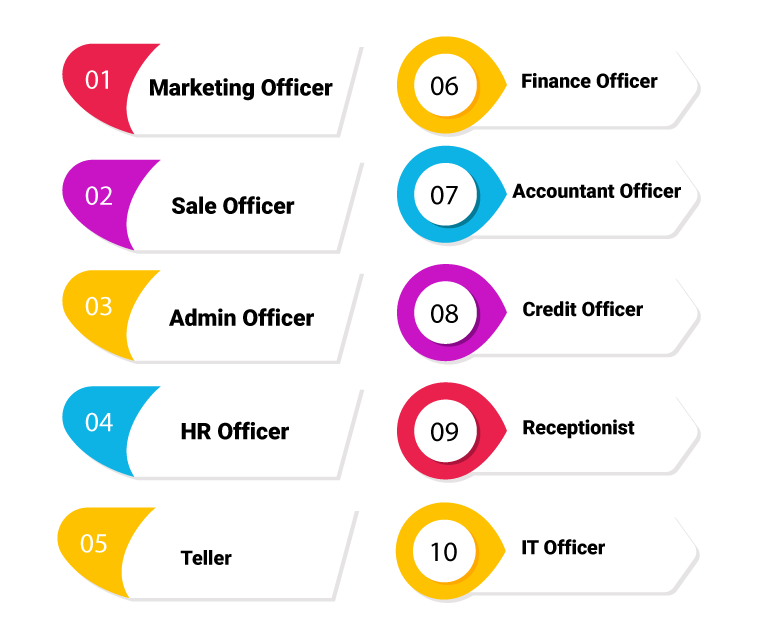 01
Marketing Officer
02
Sale Officer
03
Admin Officer
04
HR Officer
05
Teller
06
Finance Officer
07
Accountant Officer
08
Credit Officer
09
Receptionist
10
IT Officer